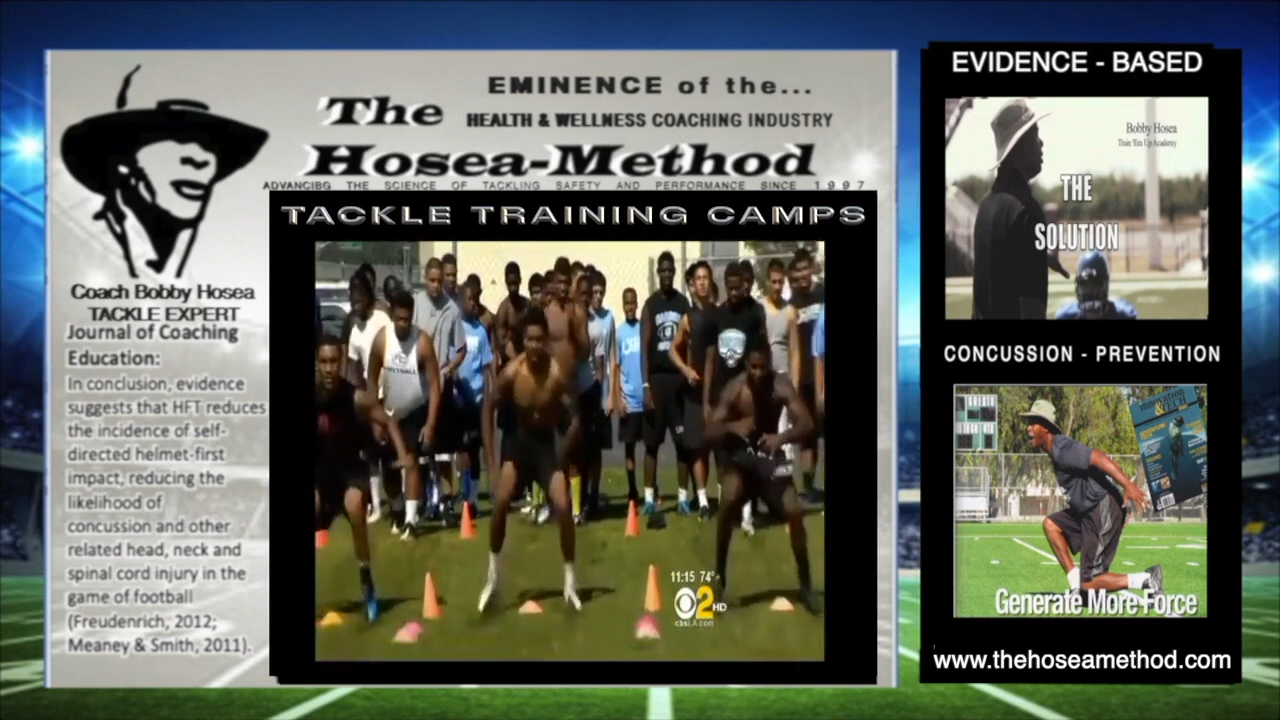 EMINENCE of the...
The
HEALTH & WELLNESS COACHING INDUSTRY
Hosea-Method
ADVANCIBG THE SCIENCE OF TACKLING SAFETY AND PERFORMANCE SINCE 1997
Coach Bobby Hosea
TACKLE EXPERT
Journal of Coaching
Education:
In conclusion, evidence
suggests that HFT reduces
the incidence of self-
directed helmet-first
impact, reducing the
likelihood of
concussion and other
related head, neck and
spinal cord injury in the
game of football
(Freudenrich, 2012;
Meaney & Smith, 2011).
TACKLE TRAINING CAMPS
11:15 74°
2 HD
cbsLA.com
EVIDENCE - BASED
Bobby Hosea
Train 'Em Up Academy
THE
SOLUTION
CONCUSSION - PREVENTION
innovation
&TECH
Generate More Force
www.thehoseamethod.com